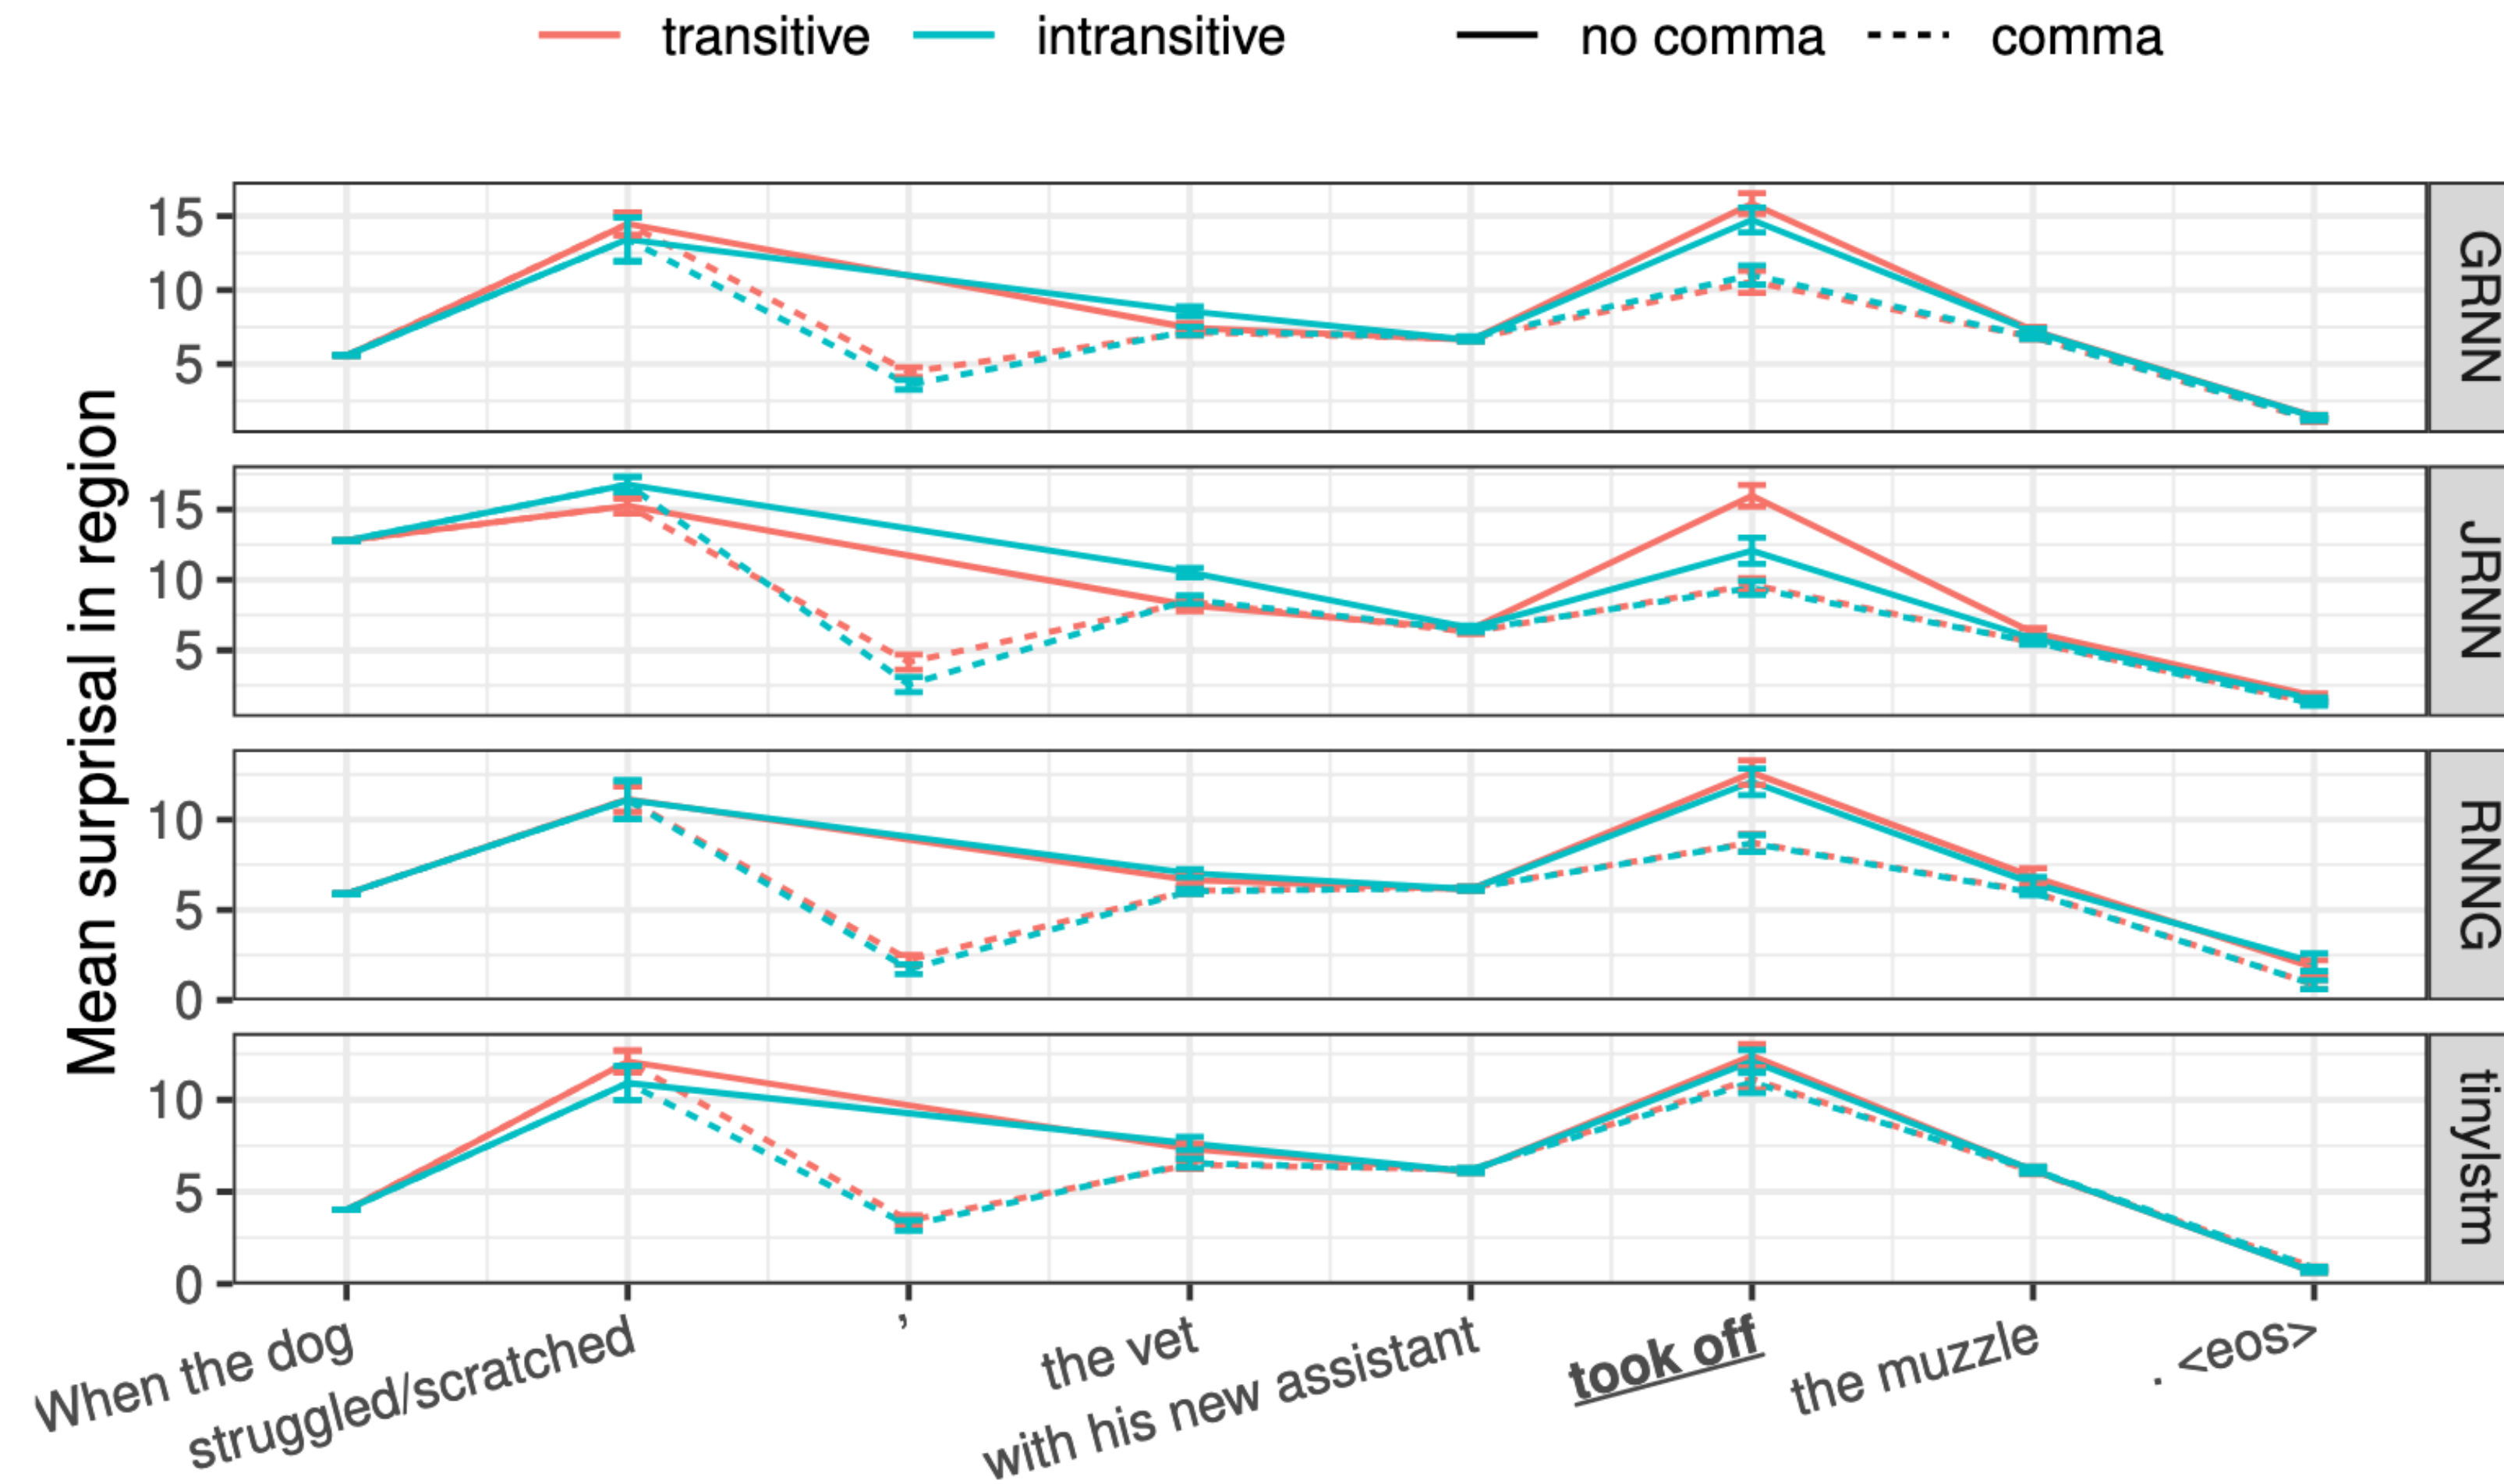 transitive intransitive no comma comma
Mean surprisal in region
15
10
5
GRNN
15
10
5
JRNN
10
5
0
RNNG
10
5
0
tinylstm
When the dog
struggled/scratched
,
the vet
with his new assistant
took off
the muzzle
. <eos>